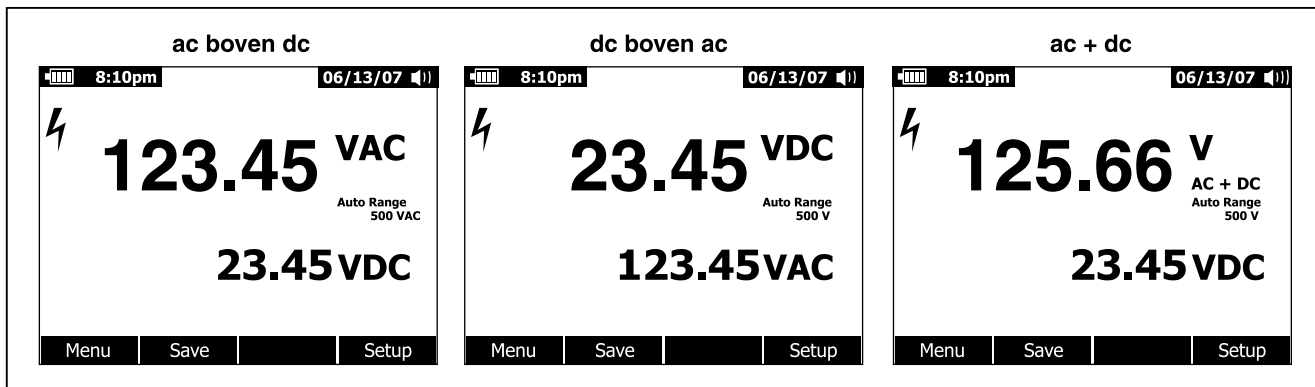 ac boven dc
8:10pm 06/13/07
123.45 VAC
Auto Range
500 VAC
23.45 VDC
Menu Save Setup
dc boven ac
8:10pm 06/13/07
23.45 VDC
Auto Range
500 V
123.45 VAC
Menu Save Setup
ac + dc
8:10pm 06/13/07
125.66 V
AC + DC
Auto Range
500 V
23.45 VDC
Menu Save Setup